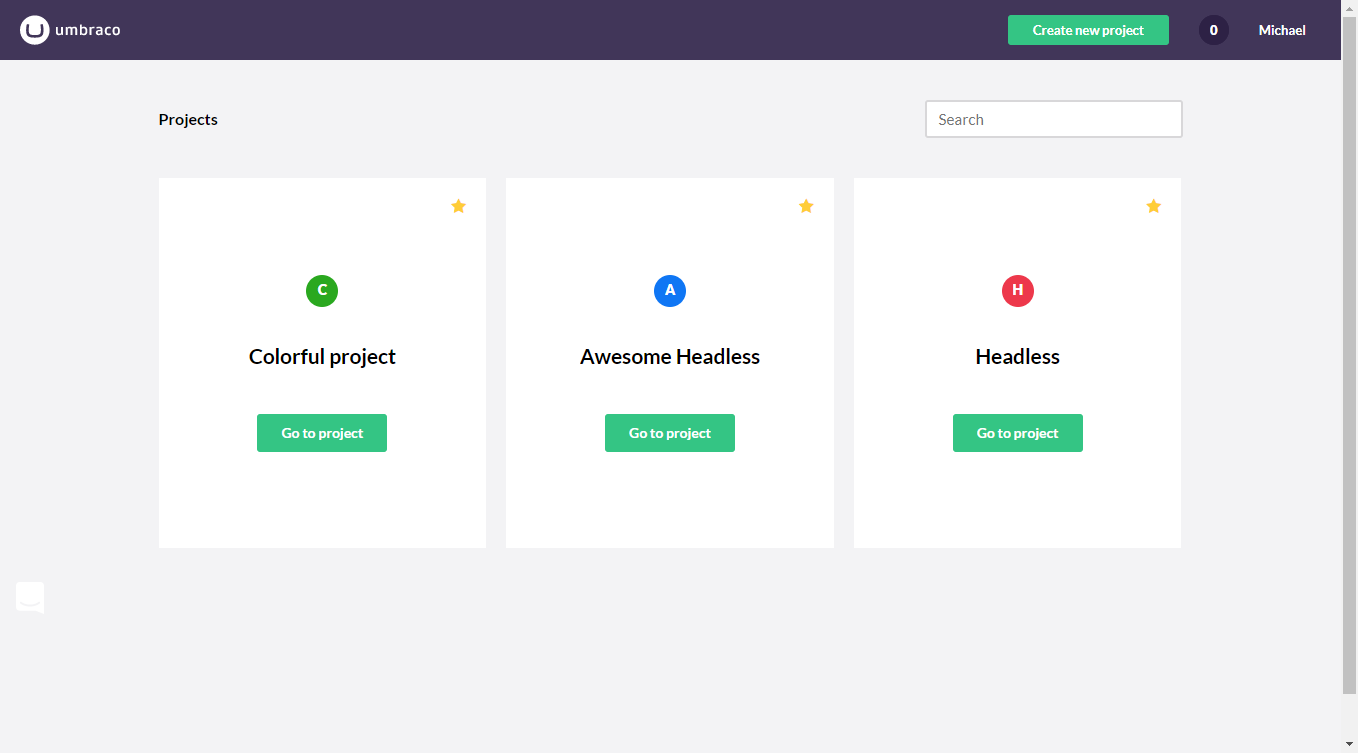 umbraco
Create new project
0
Michael
Projects
Search
C
A
H
Colorful project
Awesome Headless
Headless
Go to project
Go to project
Go to project